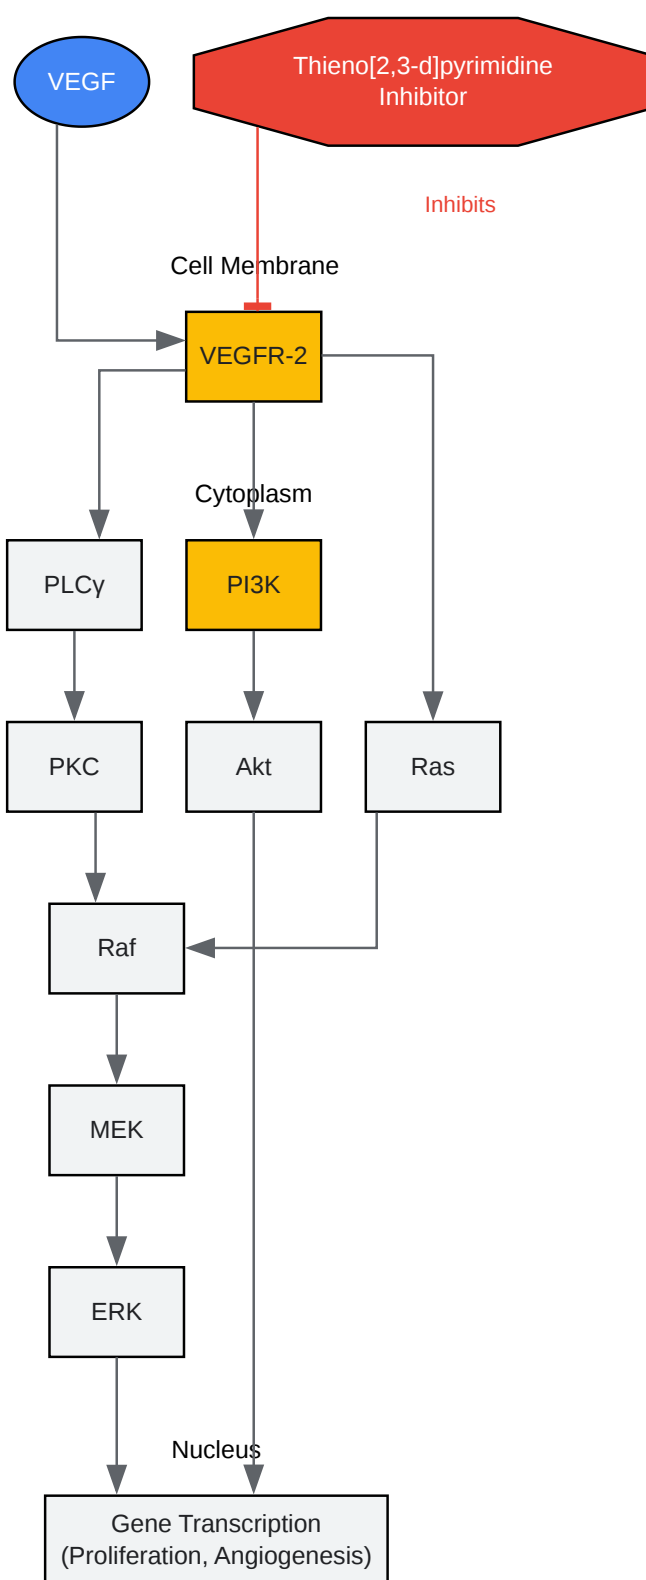 VEGF
Thieno[2,3-d]pyrimidine
Inhibitor
Inhibits
Cell Membrane
VEGFR-2
Cytoplasm
PLCγ
PI3K
PKC
Akt
Ras
Raf
MEK
ERK
Nucleus
Gene Transcription
(Proliferation, Angiogenesis)